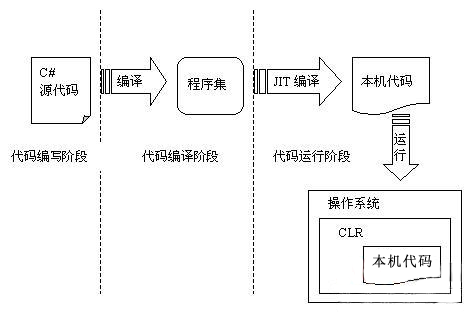 C#
源代码
编译
程序集
JIT 编译
本机代码
代码编写阶段
代码编译阶段
代码运行阶段
运行
操作系统
CLR
本机代码